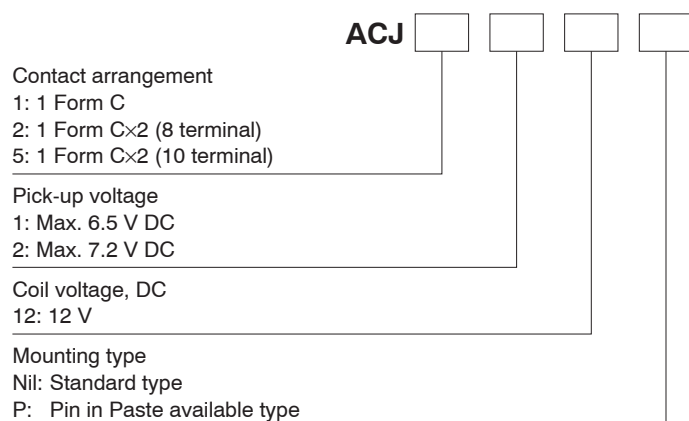 ACJ
Contact arrangement
1: 1 Form C
2: 1 Form C×2 (8 terminal)
5: 1 Form C×2 (10 terminal)
Pick-up voltage
1: Max. 6.5 V DC
2: Max. 7.2 V DC
Coil voltage, DC
12: 12 V
Mounting type
Nil: Standard type
P: Pin in Paste available type